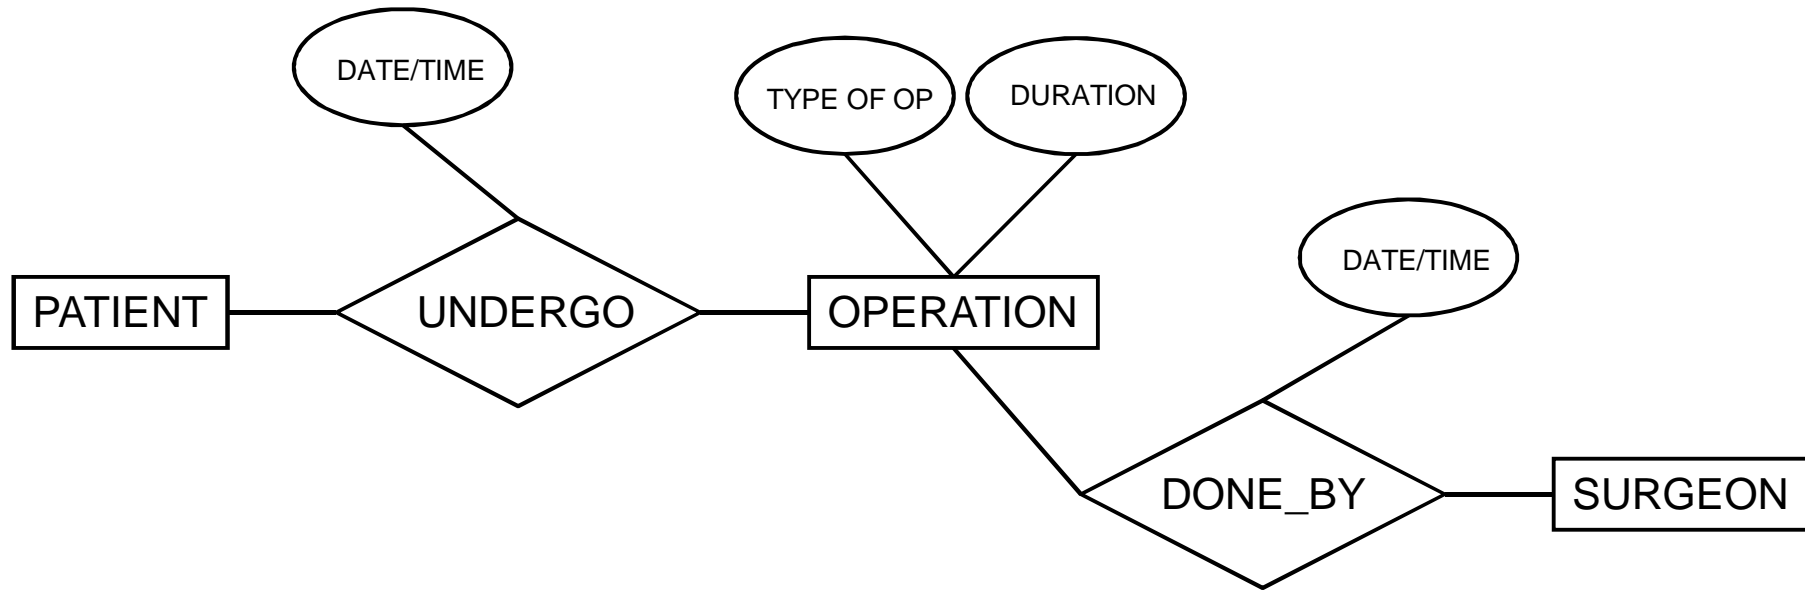 DATE/TIME
TYPE OF OP
DURATION
DATE/TIME
PATIENT
UNDERGO
OPERATION
DONE_BY
SURGEON